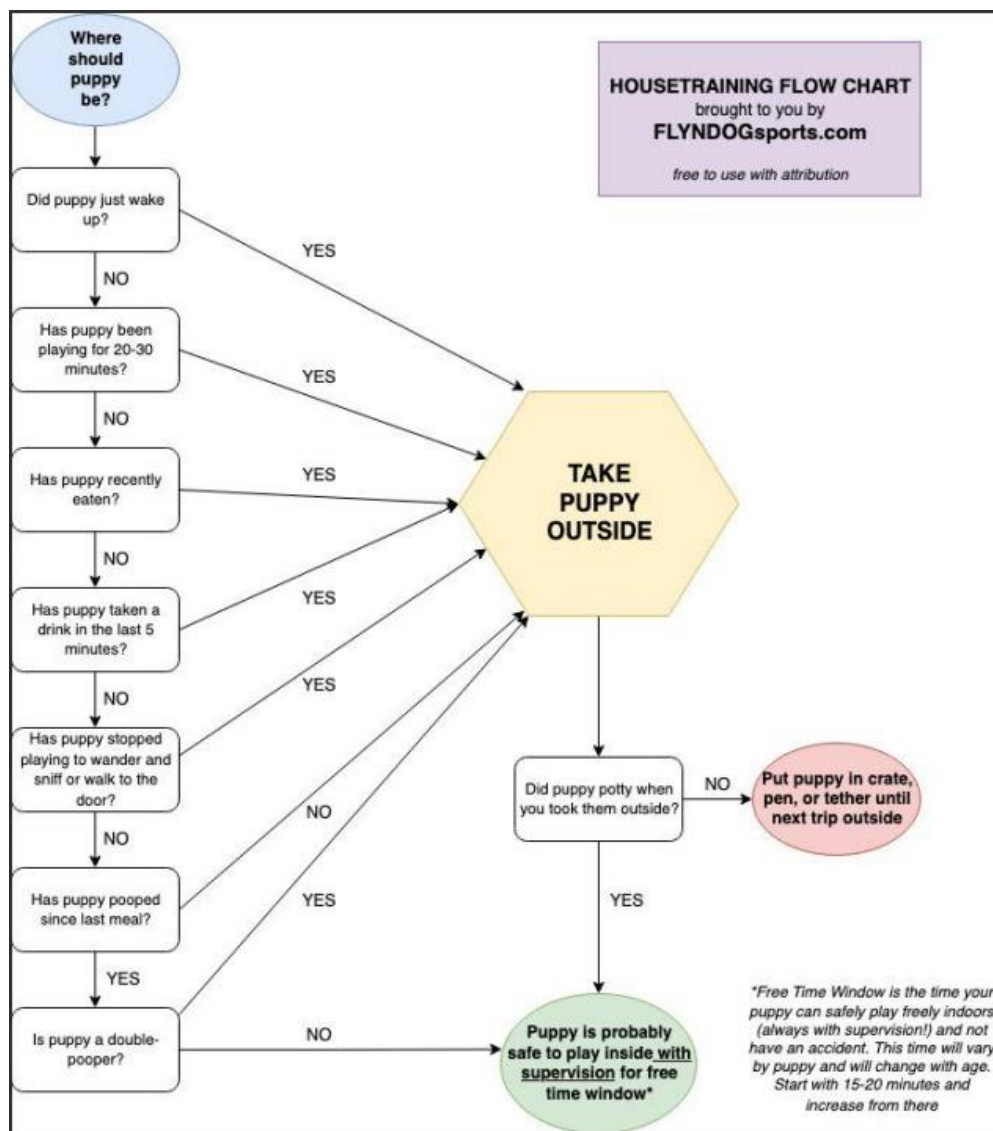 Where
should
puppy
be?
HOUSETRAINING FLOW CHART
brought to you by
FLYNDOGsports.com
free to use with attribution
Did puppy just wake
up?
YES
NO
Has puppy been
playing for 20-30
minutes?
YES
NO
Has puppy recently
eaten?
YES
NO
Has puppy taken a
drink in the last 5
minutes?
YES
NO
Has puppy stopped
playing to wander and
sniff or walk to the
door?
YES
NO
Has puppy pooped
since last meal?
NO
YES
Is puppy a double-
pooper?
YES
NO
TAKE
PUPPY
OUTSIDE
Did puppy potty when
you took them outside?
NO
Put puppy in crate,
pen, or tether until
next trip outside
YES
Puppy is probably
safe to play inside with
supervision for free
time window*
*Free Time Window is the time your
puppy can safely play freely indoors
(always with supervision!) and not
have an accident. This time will vary
by puppy and will change with age.
Start with 15-20 minutes and
increase from there